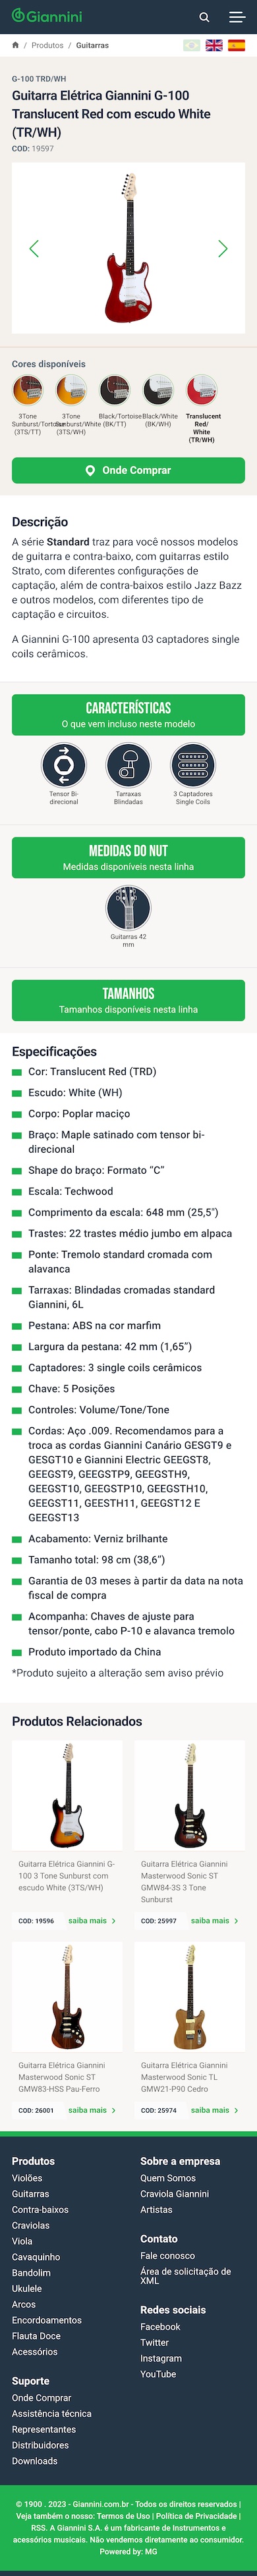 Giannini
/ Produtos / Guitarras
G-100 TRD/WH
Guitarra Elétrica Giannini G-100
Translucent Red com escudo White
(TR/WH)
COD: 19597
Cores disponíveis
3Tone
Sunburst/Tortoise
(3TS/TT)
3Tone
Sunburst/White
(3TS/WH)
Black/Tortoise
(BK/TT)
Black/White
(BK/WH)
Translucent
Red/
White
(TR/WH)
Onde Comprar
Descrição
A série Standard traz para você nossos modelos
de guitarra e contra-baixo, com guitarras estilo
Strato, com diferentes configurações de
captação, além de contra-baixos estilo Jazz Bazz
e outros modelos, com diferentes tipo de
captação e circuitos.
A Giannini G-100 apresenta 03 captadores single
coils cerâmicos.
CARACTERÍSTICAS
O que vem incluso neste modelo
Tensor Bi-
direcional
Tarraxas
Blindadas
3 Captadores
Single Coils
MEDIDAS DO NUT
Medidas disponíveis nesta linha
Guitarras 42
mm
TAMANHOS
Tamanhos disponíveis nesta linha
Especificações
Cor: Translucent Red (TRD)
Escudo: White (WH)
Corpo: Poplar maciço
Braço: Maple satinado com tensor bi-
direcional
Shape do braço: Formato “C”
Escala: Techwood
Comprimento da escala: 648 mm (25,5")
Trastes: 22 trastes médio jumbo em alpaca
Ponte: Tremolo standard cromada com
alavanca
Tarraxas: Blindadas cromadas standard
Giannini, 6L
Pestana: ABS na cor marfim
Largura da pestana: 42 mm (1,65”)
Captadores: 3 single coils cerâmicos
Chave: 5 Posições
Controles: Volume/Tone/Tone
Cordas: Aço .009. Recomendamos para a
troca as cordas Giannini Canário GESGT9 e
GESGT10 e Giannini Electric GEEGST8,
GEEGST9, GEEGSTP9, GEEGSTH9,
GEEGST10, GEEGSTP10, GEEGSTH10,
GEEGST11, GEESTH11, GEEGST12 E
GEEGST13
Acabamento: Verniz brilhante
Tamanho total: 98 cm (38,6”)
Garantia de 03 meses à partir da data na nota
fiscal de compra
Acompanha: Chaves de ajuste para
tensor/ponte, cabo P-10 e alavanca tremolo
Produto importado da China
*Produto sujeito a alteração sem aviso prévio
Produtos Relacionados
Guitarra Elétrica Giannini G-
100 3 Tone Sunburst com
escudo White (3TS/WH)
COD: 19596 saiba mais
Guitarra Elétrica Giannini
Masterwood Sonic ST
GMW84-3S 3 Tone
Sunburst
COD: 25997 saiba mais
Guitarra Elétrica Giannini
Masterwood Sonic ST
GMW83-HSS Pau-Ferro
COD: 26001 saiba mais
Guitarra Elétrica Giannini
Masterwood Sonic TL
GMW21-P90 Cedro
COD: 25974 saiba mais
Produtos
Violões
Guitarras
Contra-baixos
Craviolas
Viola
Cavaquinho
Bandolim
Ukulele
Arcos
Encordoamentos
Flauta Doce
Acessórios
Suporte
Onde Comprar
Assistência técnica
Representantes
Distribuidores
Downloads
Sobre a empresa
Quem Somos
Craviola Giannini
Artistas
Contato
Fale conosco
Área de solicitação de
XML
Redes sociais
Facebook
Twitter
Instagram
YouTube
© 1900 . 2023 - Giannini.com.br - Todos os direitos reservados |
Veja também o nosso: Termos de Uso | Política de Privacidade |
RSS. A Giannini S.A. é um fabricante de Instrumentos e
acessórios musicais. Não vendemos diretamente ao consumidor.
Powered by: MG